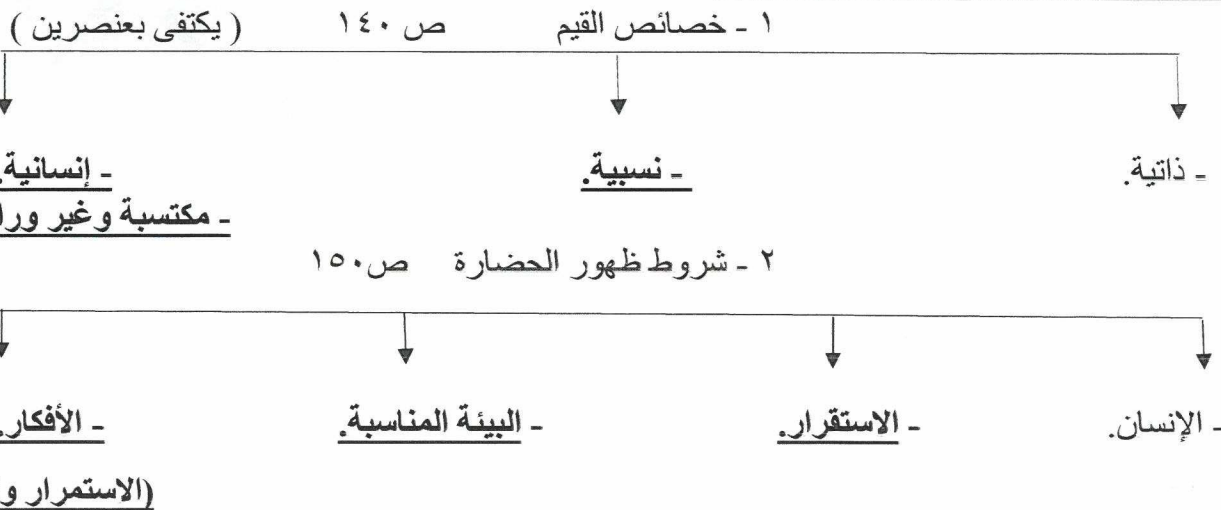 ١ - خصائص القيم ص ١٤٠ ( يكتفى بعنصرين )
- ذاتية. - نسبية. - إنسانية.
- مكتسبة وغير
٢ - شروط ظهور الحضارة ص١٥٠
- الإنسان. - الاستقرار. - البيئة المناسبة. - الأفكار.
(الاستمرار و